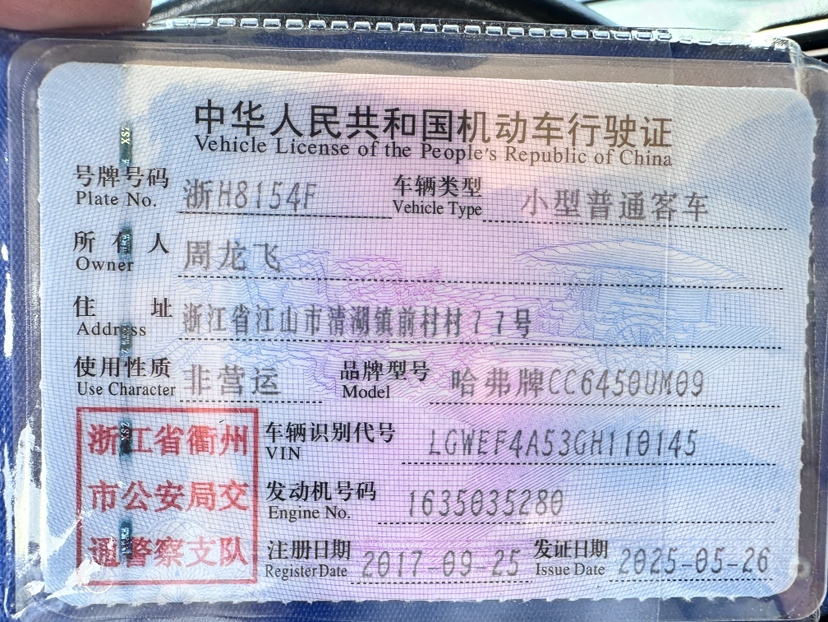 中华人民共和国机动车行驶证
Vehicle License of the People's Republic of China
号牌号码 浙H8154F 车辆类型 小型普通客车
Plate No. Vehicle Type
所有人 周龙飞
Owner
住址 浙江省江山市清湖镇前村村77号
Address
使用性质 非营运 品牌型号 哈弗牌CC6450UM09
Use Character Model
浙江省衢州
市公安局交
通警察支队
车辆识别代号 LGWEF4A53GH110145
VIN
发动机号码 1635035280
Engine No.
注册日期 2017-09-25 发证日期 2025-05-26
Register Date Issue Date